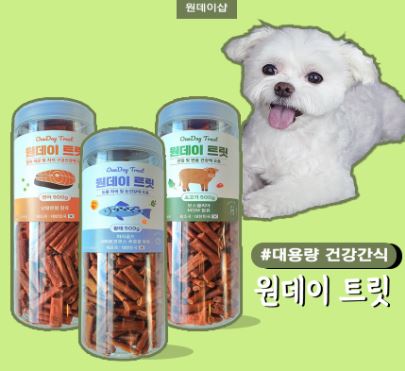 원데이샵
OneDay Treat
원데이 트릿
연어 500g
OneDay Treat
원데이 트릿
황태 500g
OneDay Treat
원데이 트릿
소고기 500g
#대용량 건강간식
원데이 트릿